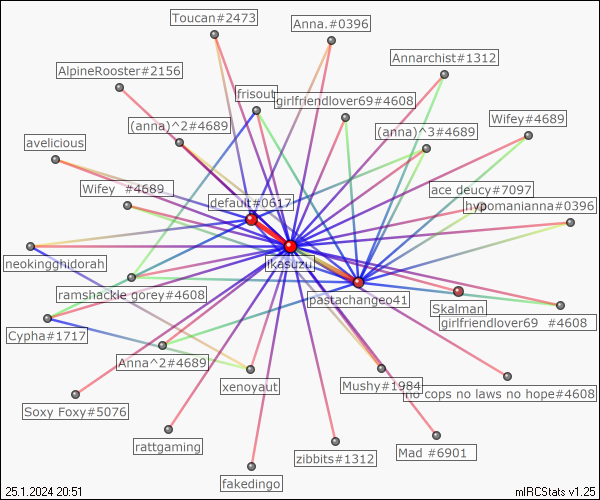 Toucan#2473
Anna.#0396
Annarchist#1312
AlpineRooster#2156
frisout
girlfriendlover69#4608
(anna)^2#4689
(anna)^3#4689
Wifey#4689
avelicious
Wifey  #4689
ace deucy#7097
default#0617
hypomanianna#0396
neokingghidorah
likasuzu
ramshackle gorey#4608
pastachangeo41
Skalman
girlfriendlover69  #4608
Cypha#1717
Anna^2#4689
xenoyaut
Mushy#1984
no cops no laws no hope#4608
Soxy Foxy#5076
rattgaming
zibbits#1312
Mad #6901
fakedingo
25.1.2024 20:51
mIRCStats v1.25